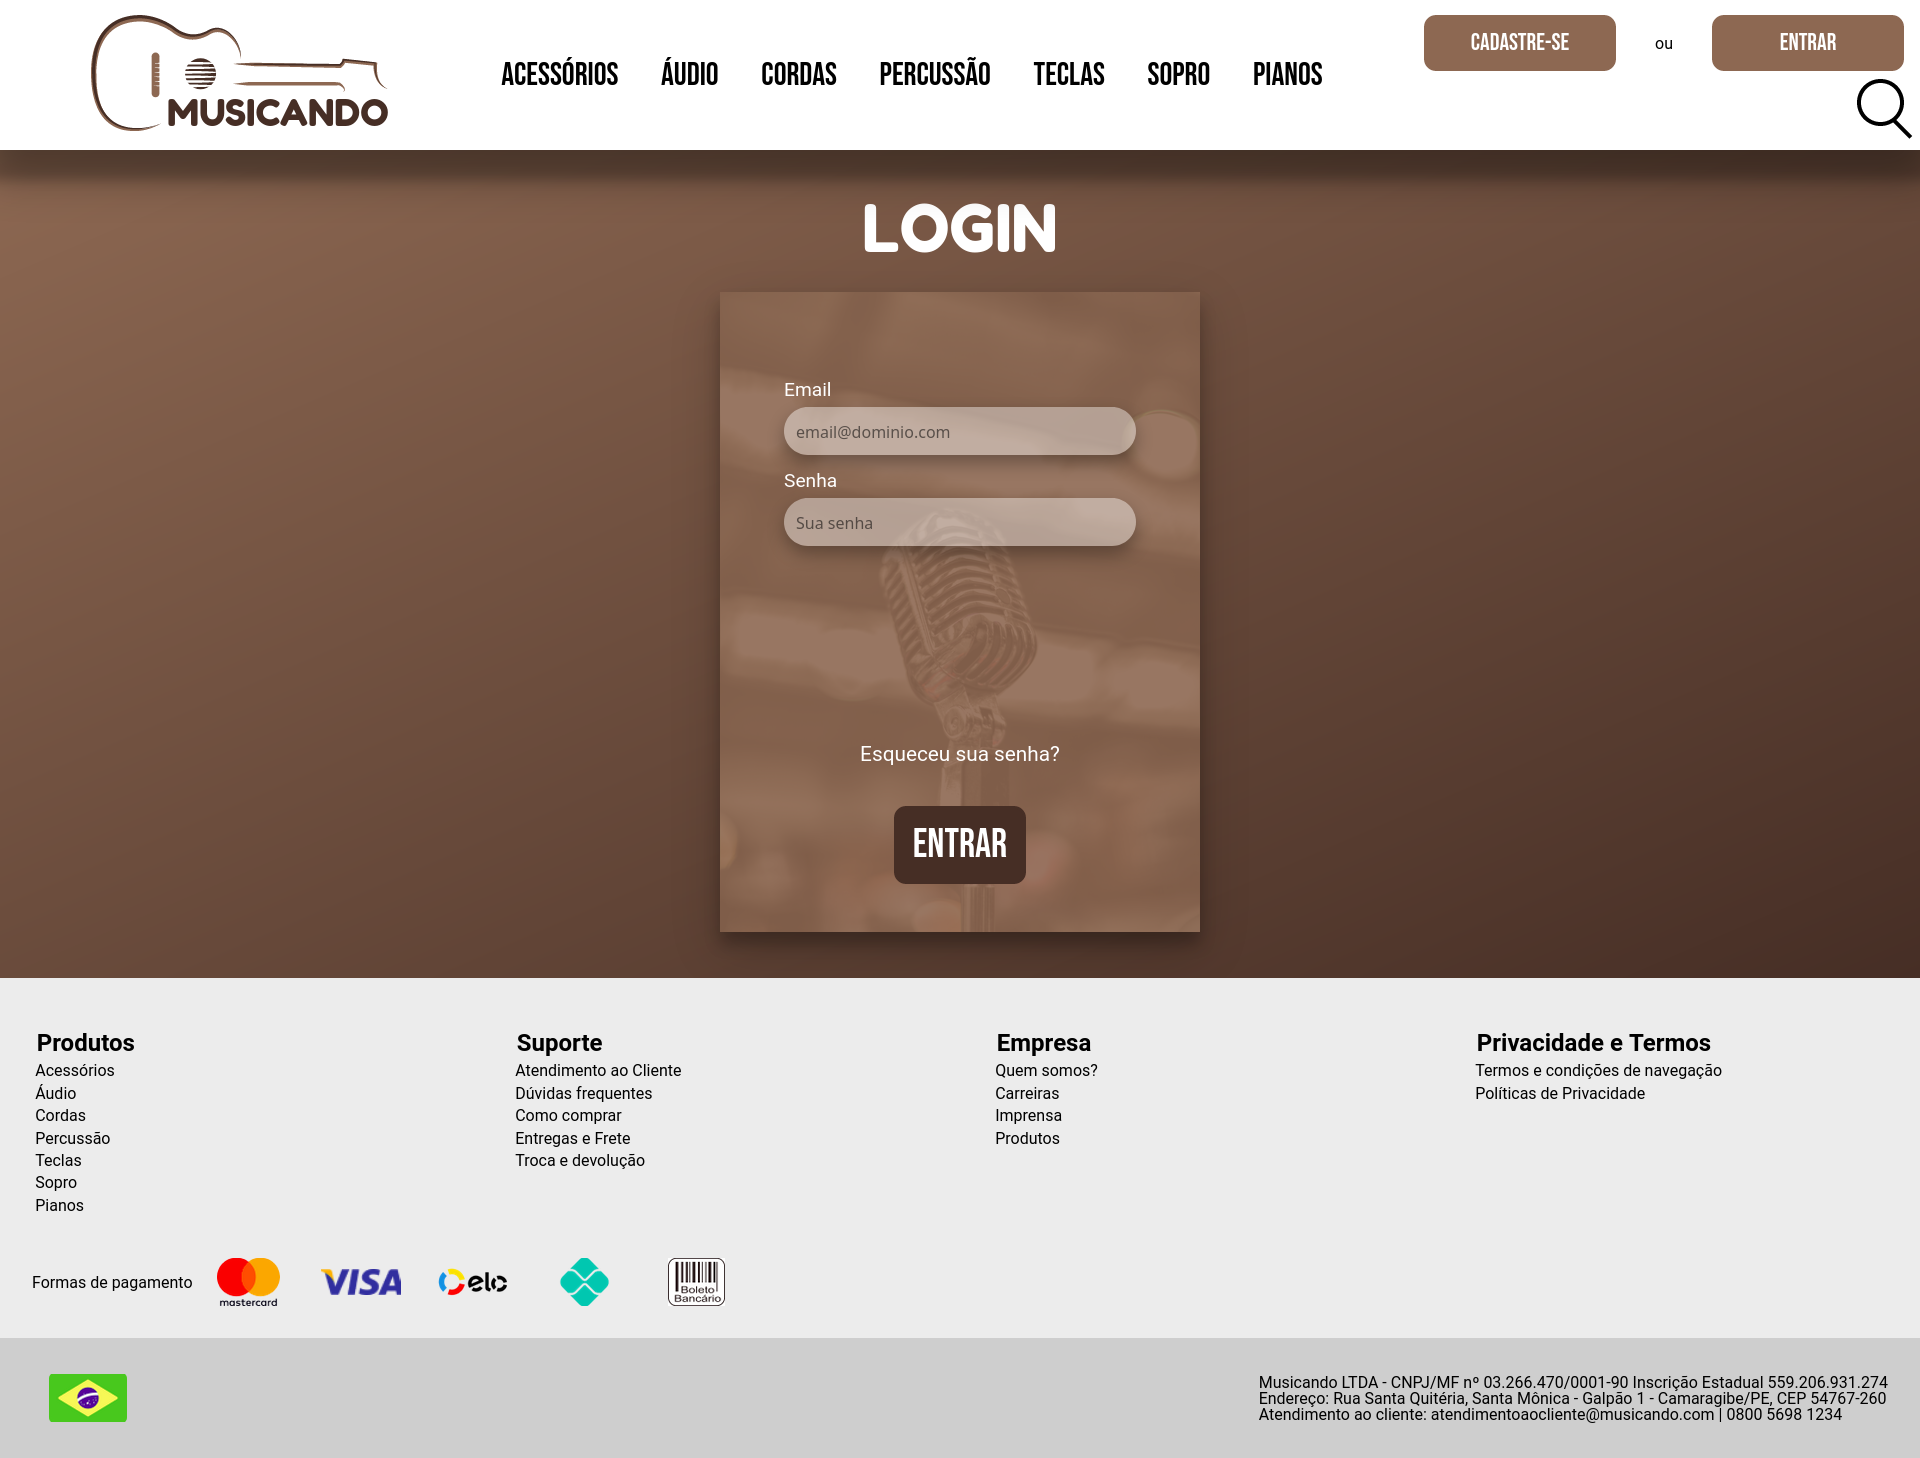 MUSICANDO
ACESSÓRIOS
ÁUDIO
CORDAS
PERCUSSÃO
TECLAS
SOPRO
PIANOS
CADASTRE-SE
ou
ENTRAR
LOGIN
Email
email@dominio.com
Senha
Sua senha
Esqueceu sua senha?
ENTRAR
Produtos
Acessórios
Áudio
Cordas
Percussão
Teclas
Sopro
Pianos
Suporte
Atendimento ao Cliente
Dúvidas frequentes
Como comprar
Entregas e Frete
Troca e devolução
Empresa
Quem somos?
Carreiras
Imprensa
Produtos
Privacidade e Termos
Termos e condições de navegação
Políticas de Privacidade
Formas de pagamento
mastercard
VISA
elo
Boleto
Bancário
Musicando LTDA - CNPJ/MF nº 03.266.470/0001-90 Inscrição Estadual 559.206.931.274
Endereço: Rua Santa Quitéria, Santa Mônica - Galpão 1 - Camaragibe/PE, CEP 54767-260
Atendimento ao cliente: atendimentoaocliente@musicando.com | 0800 5698 1234